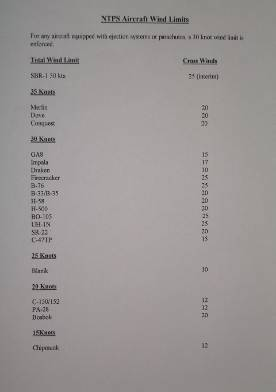 NTPS Aircraft Wind Limits
For any aircraft equipped with ejection systems or parachutes, a 30 knot wind limit is
enforced.
Total Wind Limit Cross Winds
SBR-1 50 kts 25 (interim)
35 Knots
Merlin 20
Dove 20
Conquest 20
30 Knots
GA8 15
Impala 17
Draken 10
Firecracker 25
B-76 25
B-33/B-35 20
H-58 20
H-500 20
BO-105 25
UH-1N 25
SR-22 20
C-47TP 15
25 Knots
Blanik 10
20 Knots
C-150/152 12
PA-28 12
Bosbok 20
15Knots
Chipmunk 12